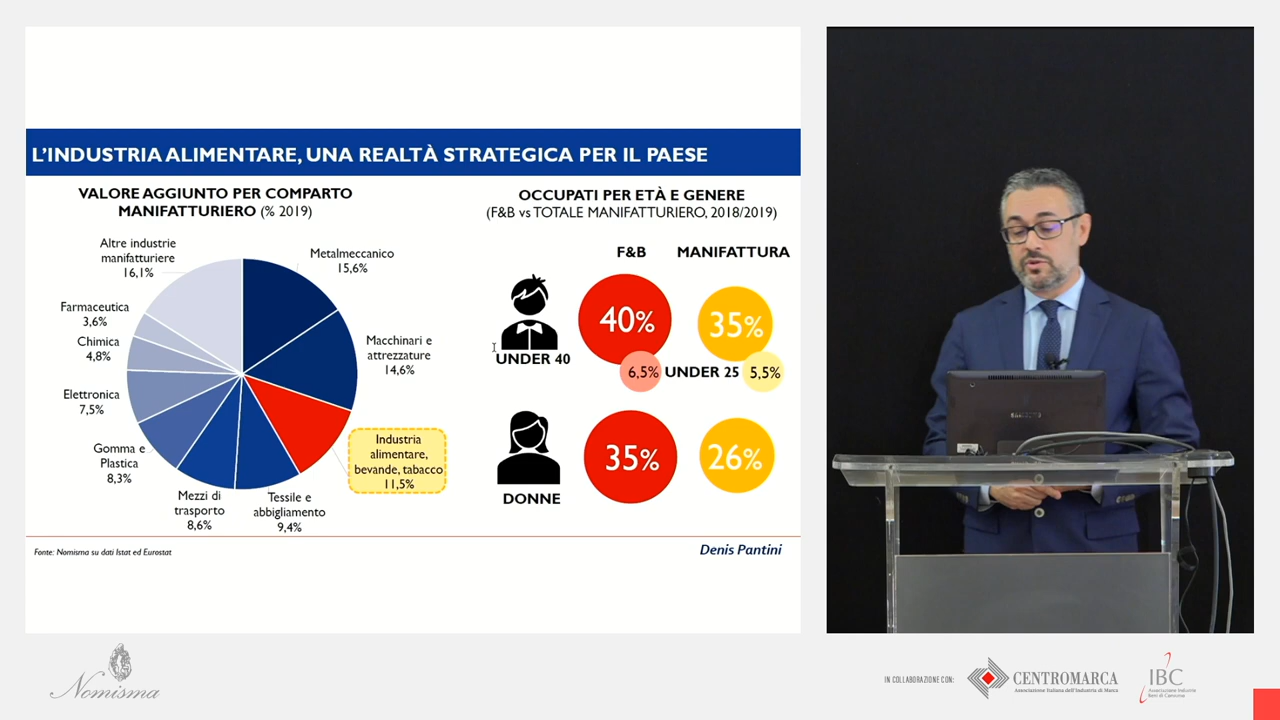 L'INDUSTRIA ALIMENTARE, UNA REALTÀ STRATEGICA PER IL PAESE
VALORE AGGIUNTO PER COMPARTO
MANIFATTURIERO (% 2019)
Altre industrie
manifatturiere
16,1%
Metalmeccanico
15,6%
Farmaceutica
3,6%
Chimica
4,8%
Macchinari e
attrezzature
14,6%
Elettronica
7,5%
Gomma e
Plastica
8,3%
Industria
alimentare,
bevande, tabacco
11,5%
Mezzi di
trasporto
8,6%
Tessile e
abbigliamento
9,4%
OCCUPATI PER ETÀ E GENERE
(F&B vs TOTALE MANIFATTURIERO, 2018/2019)
F&B MANIFATTURA
40% 35%
UNDER 40
6,5% UNDER 25 5,5%
35% 26%
DONNE
Fonte: Nomisma su dati Istat ed Eurostat
Denis Pantini
SAMSUNG
Nomisma
IN COLLABORAZIONE CON:
CENTROMARCA
Associazione Italiana dell'Industria di Marca
IBC
Associazione Industrie
Beni di Consumo